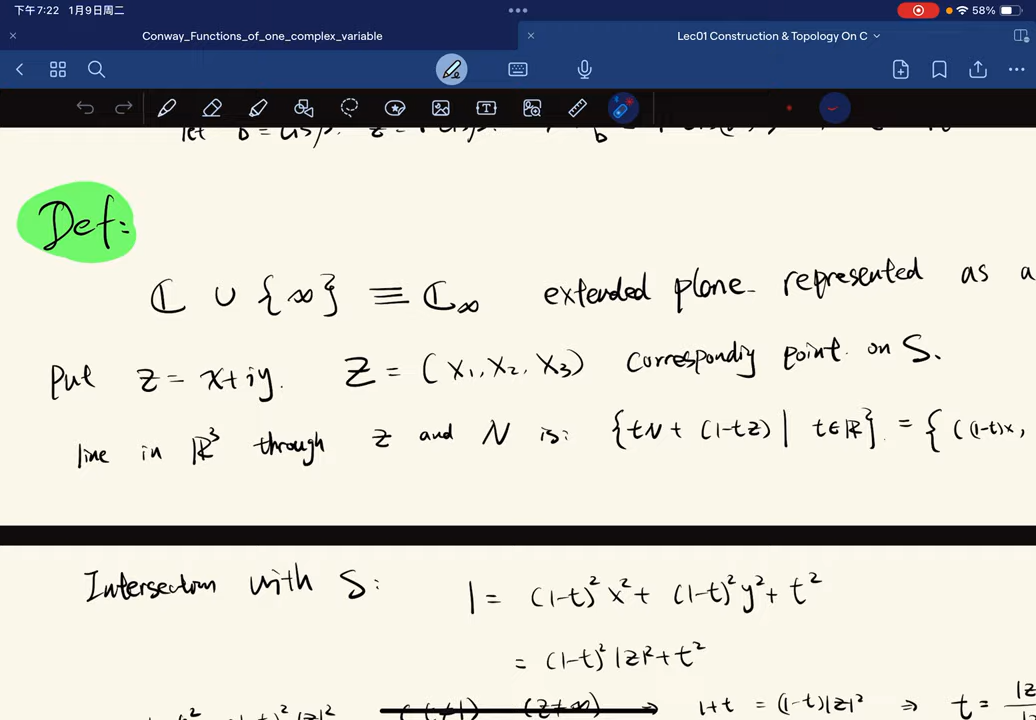 下午7:22 1月9日周二
58%
Conway_Functions_of_one_complex_variable
Lec01 Construction & Topology On C
Def:
ℂ ∪ {∞} ≡ ℂ∞ extended plane represented as a
Put z = x+iy. Z = (x₁, x₂, x₃) corresponding point on S.
line in ℝ³ through z and N is: {tN + (1-tz) | t∈ℝ} = { ((1-t)x,
Intersection with S: 1 = (1-t)²x² + (1-t)²y² + t²
= (1-t)²|z|² + t²
1+t = (1-t)|z|² ⇒ t =